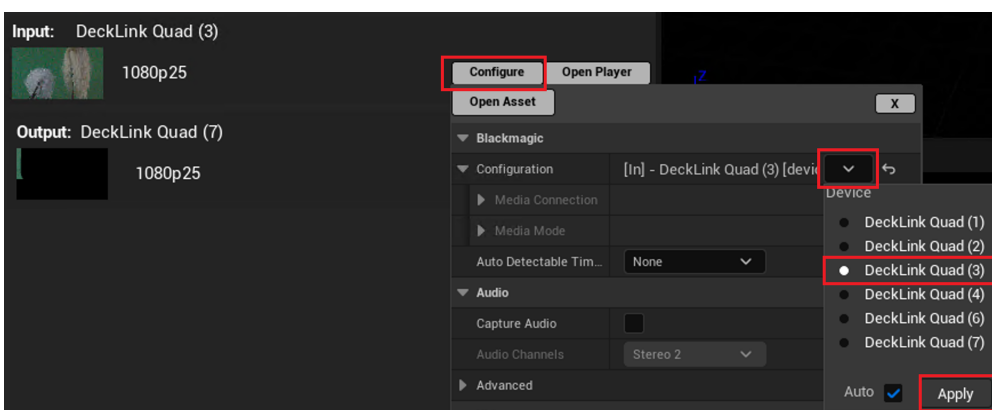 Input: DeckLink Quad (3)
1080p25
Configure
Open Player
Z
Open Asset
X
Output: DeckLink Quad (7)
1080p25
Blackmagic
Configuration
[In] - DeckLink Quad (3) [devic
Device
Media Connection
Media Mode
DeckLink Quad (1)
DeckLink Quad (2)
DeckLink Quad (3)
DeckLink Quad (4)
DeckLink Quad (6)
DeckLink Quad (7)
Auto Detectable Tim...
None
Audio
Capture Audio
Audio Channels
Stereo 2
Advanced
Auto
Apply